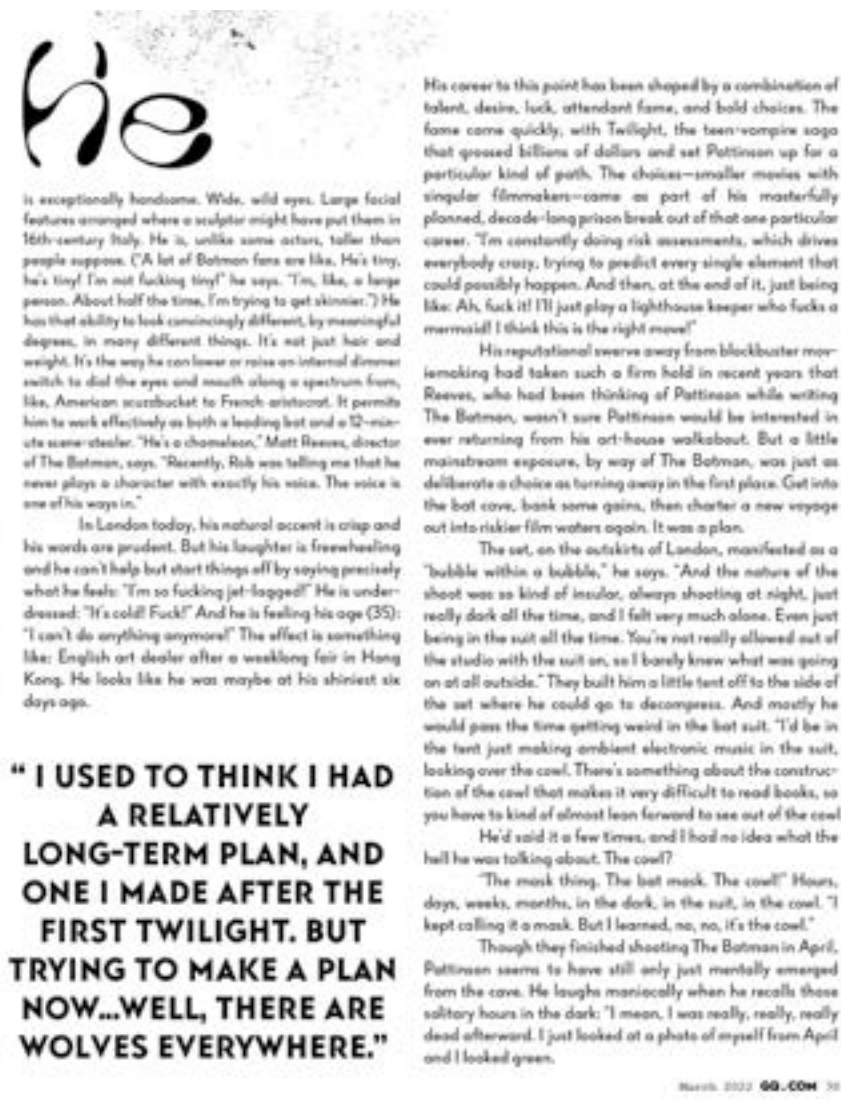 He
is exceptionally handsome. Wide, wild eyes. Large facial
features arranged where a sculptor might have put them in
16th-century Italy. He is, unlike some actors, taller than
people suppose. ("A lot of Batman fans are like, He's tiny,
he's tiny! I'm not fucking tiny!" he says. "I'm, like, a large
person. About half the time, I'm trying to get skinnier.") He
has that ability to look convincingly different, by meaningful
degrees, in many different things. It's not just hair and
weight. It's the way he can lower or raise an internal dimmer
switch to dial the eyes and mouth along a spectrum from,
like, American scuzzbucket to French aristocrat. It permits
him to work effectively as both a leading bat and a 12-min-
ute scene-stealer. "He's a chameleon," Matt Reeves, director
of The Batman, says. "Recently, Rob was telling me that he
never plays a character with exactly his voice. The voice is
one of his ways in."
In London today, his natural accent is crisp and
his words are prudent. But his laughter is freewheeling
and he can't help but start things off by saying precisely
what he feels: "I'm so fucking jet-lagged!" He is under-
dressed: "It's cold! Fuck!" And he is feeling his age (35):
"I can't do anything anymore!" The effect is something
like: English art dealer after a weeklong fair in Hong
Kong. He looks like he was maybe at his shiniest six
days ago.
" I USED TO THINK I HAD
A RELATIVELY
LONG-TERM PLAN, AND
ONE I MADE AFTER THE
FIRST TWILIGHT. BUT
TRYING TO MAKE A PLAN
NOW...WELL, THERE ARE
WOLVES EVERYWHERE."
His career to this point has been shaped by a combination of
talent, desire, luck, attendant fame, and bold choices. The
fame came quickly, with Twilight, the teen-vampire saga
that grossed billions of dollars and set Pattinson up for a
particular kind of path. The choices—smaller movies with
singular filmmakers—came as part of his masterfully
planned, decade-long prison break out of that one particular
career. "I'm constantly doing risk assessments, which drives
everybody crazy, trying to predict every single element that
could possibly happen. And then, at the end of it, just being
like: Ah, fuck it! I'll just play a lighthouse keeper who fucks a
mermaid! I think this is the right move!"
His reputational swerve away from blockbuster mov-
iemaking had taken such a firm hold in recent years that
Reeves, who had been thinking of Pattinson while writing
The Batman, wasn't sure Pattinson would be interested in
ever returning from his art-house walkabout. But a little
mainstream exposure, by way of The Batman, was just as
deliberate a choice as turning away in the first place. Get into
the bat cave, bank some gains, then charter a new voyage
out into riskier film waters again. It was a plan.
The set, on the outskirts of London, manifested as a
"bubble within a bubble," he says. "And the nature of the
shoot was so kind of insular, always shooting at night, just
really dark all the time, and I felt very much alone. Even just
being in the suit all the time. You're not really allowed out of
the studio with the suit on, so I barely knew what was going
on at all outside." They built him a little tent off to the side of
the set where he could go to decompress. And mostly he
would pass the time getting weird in the bat suit. "I'd be in
the tent just making ambient electronic music in the suit,
looking over the cowl. There's something about the construc-
tion of the cowl that makes it very difficult to read books, so
you have to kind of almost lean forward to see out of the cowl
He'd said it a few times, and I had no idea what the
hell he was talking about. The cowl?
"The mask thing. The bat mask. The cowl!" Hours,
days, weeks, months, in the dark, in the suit, in the cowl. "I
kept calling it a mask. But I learned, no, no, it's the cowl."
Though they finished shooting The Batman in April,
Pattinson seems to have still only just mentally emerged
from the cave. He laughs maniacally when he recalls those
solitary hours in the dark: "I mean, I was really, really, really
dead afterward. I just looked at a photo of myself from April
and I looked green.
March 2022 GQ.COM